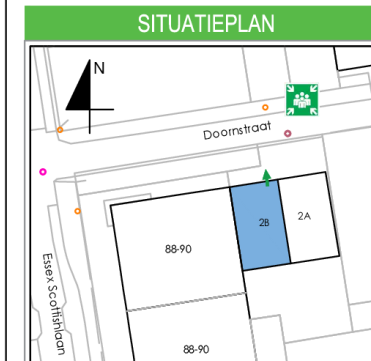 SITUATIEPLAN
N
Doornstraat
2B
2A
88-90
Essex Scottishlaan
88-90